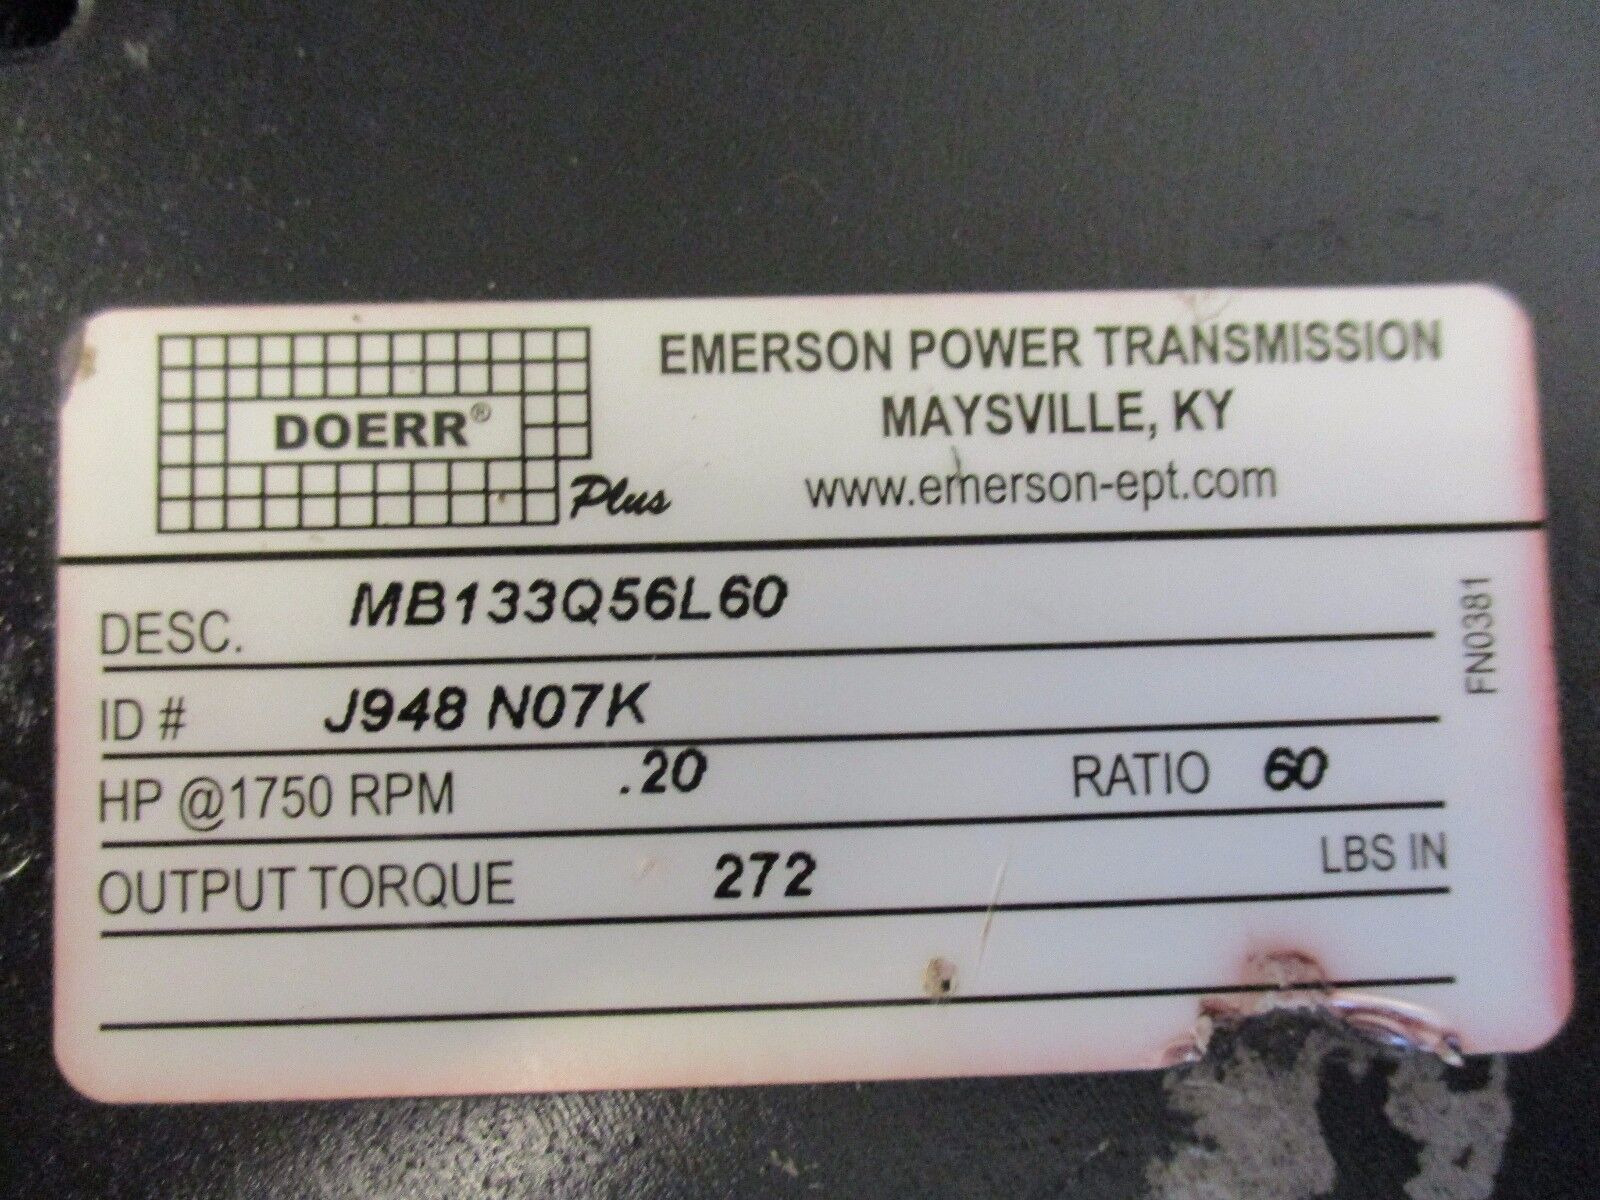 DOERR®
Plus
EMERSON POWER TRANSMISSION
MAYSVILLE, KY
www.emerson-ept.com
DESC. MB133Q56L60
ID # J948 N07K
HP @1750 RPM .20 RATIO 60
OUTPUT TORQUE 272 LBS IN
FN0381